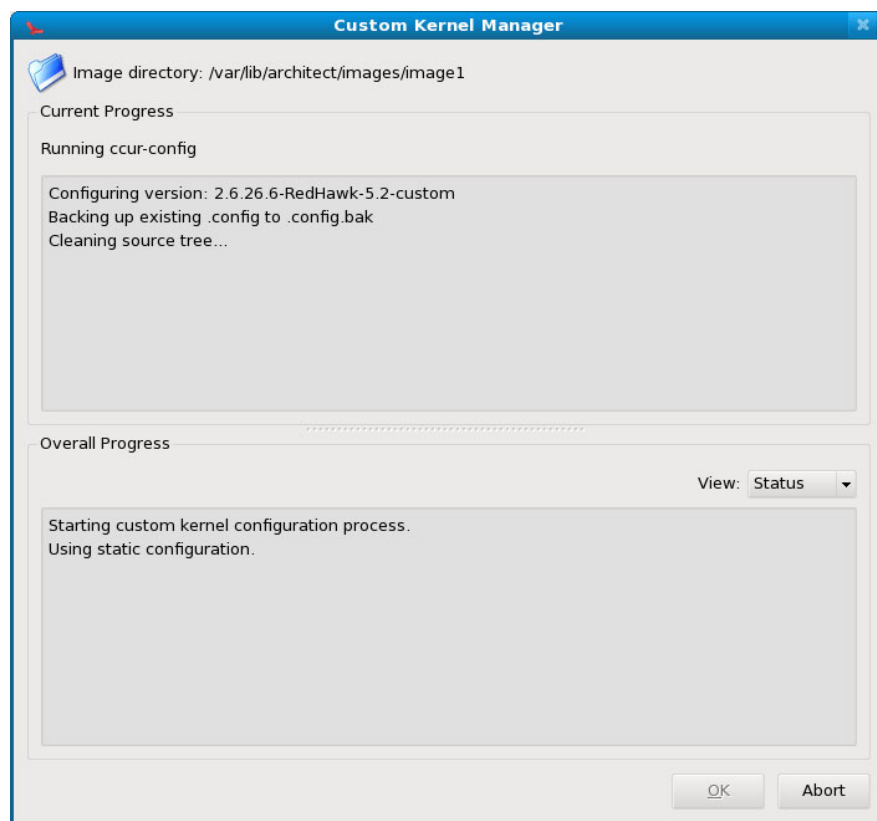 Custom Kernel Manager
Image directory: /var/lib/architect/images/image1
Current Progress
Running ccur-config
Configuring version: 2.6.26.6-RedHawk-5.2-custom
Backing up existing .config to .config.bak
Cleaning source tree...
Overall Progress
View: Status
Starting custom kernel configuration process.
Using static configuration.
OK Abort